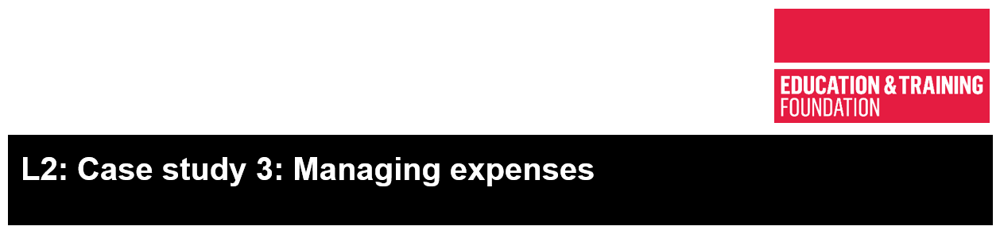 EDUCATION & TRAINING
FOUNDATION
L2: Case study 3: Managing expenses